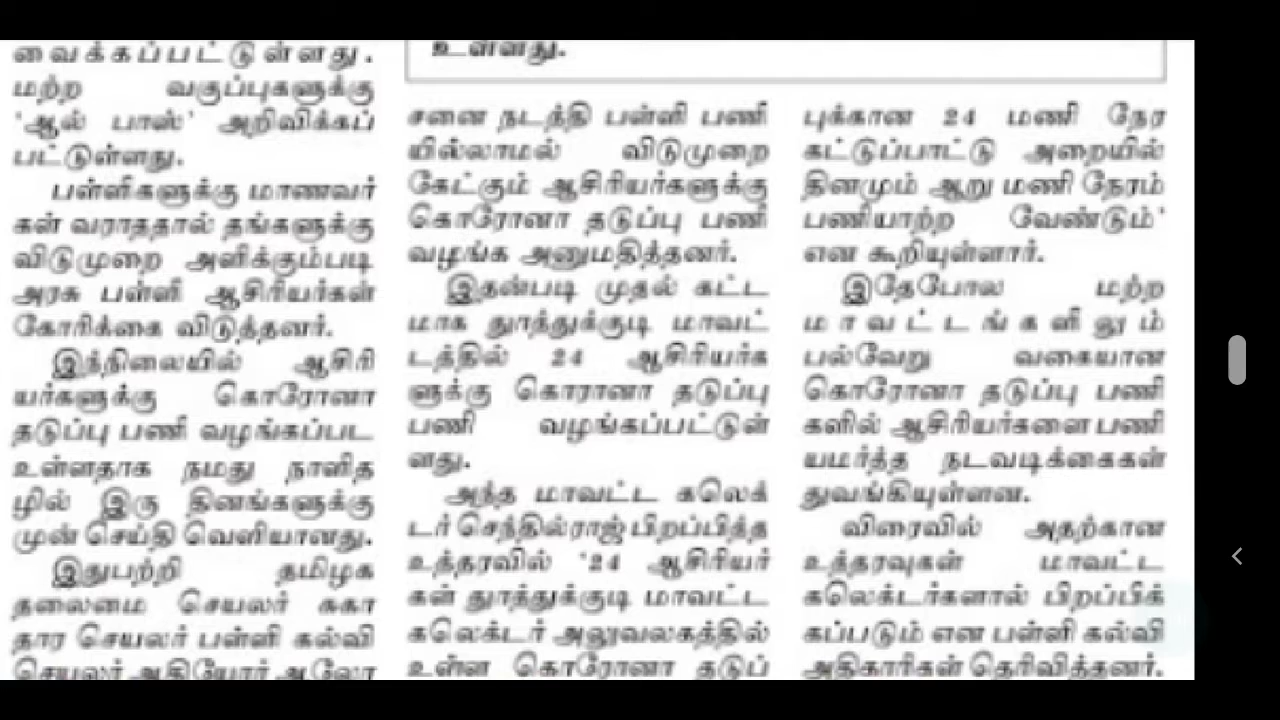 வைக்கப்பட்டுள்ளது.
மற்ற வகுப்புகளுக்கு
'ஆல் பாஸ்' அறிவிக்கப்
பட்டுள்ளது.
பள்ளிகளுக்கு மாணவர்
கள் வராததால் தங்களுக்கு
விடுமுறை அளிக்கும்படி
அரசு பள்ளி ஆசிரியர்கள்
கோரிக்கை விடுத்தனர்.
இந்நிலையில் ஆசிரி
யர்களுக்கு கொரோனா
தடுப்பு பணி வழங்கப்பட
உள்ளதாக நமது நாளித
ழில் இரு தினங்களுக்கு
முன் செய்தி வெளியானது.
இதுபற்றி தமிழக
தலைமை செயலர் சுகா
தார செயலர் பள்ளி கல்வி
செயலர் ஆகியோர் ஆலோ
உள்ளது.
சனை நடத்தி பள்ளி பணி
யில்லாமல் விடுமுறை
கேட்கும் ஆசிரியர்களுக்கு
கொரோனா தடுப்பு பணி
வழங்க அனுமதித்தனர்.
இதன்படி முதல் கட்ட
மாக தூத்துக்குடி மாவட்
டத்தில் 24 ஆசிரியர்க
ளுக்கு கொரானா தடுப்பு
பணி வழங்கப்பட்டுள்
ளது.
அந்த மாவட்ட கலெக்
டர் செந்தில்ராஜ் பிறப்பித்த
உத்தரவில் '24 ஆசிரியர்
கள் தூத்துக்குடி மாவட்ட
கலெக்டர் அலுவலகத்தில்
உள்ள கொரோனா தடுப்
புக்கான 24 மணி நேர
கட்டுப்பாட்டு அறையில்
தினமும் ஆறு மணி நேரம்
பணியாற்ற வேண்டும்'
என கூறியுள்ளார்.
இதேபோல மற்ற
மாவட்டங்களிலும்
பல்வேறு வகையான
கொரோனா தடுப்பு பணி
களில் ஆசிரியர்களை பணி
யமர்த்த நடவடிக்கைகள்
துவங்கியுள்ளன.
விரைவில் அதற்கான
உத்தரவுகள் மாவட்ட
கலெக்டர்களால் பிறப்பிக்
கப்படும் என பள்ளி கல்வி
அதிகாரிகள் தெரிவித்தனர்.